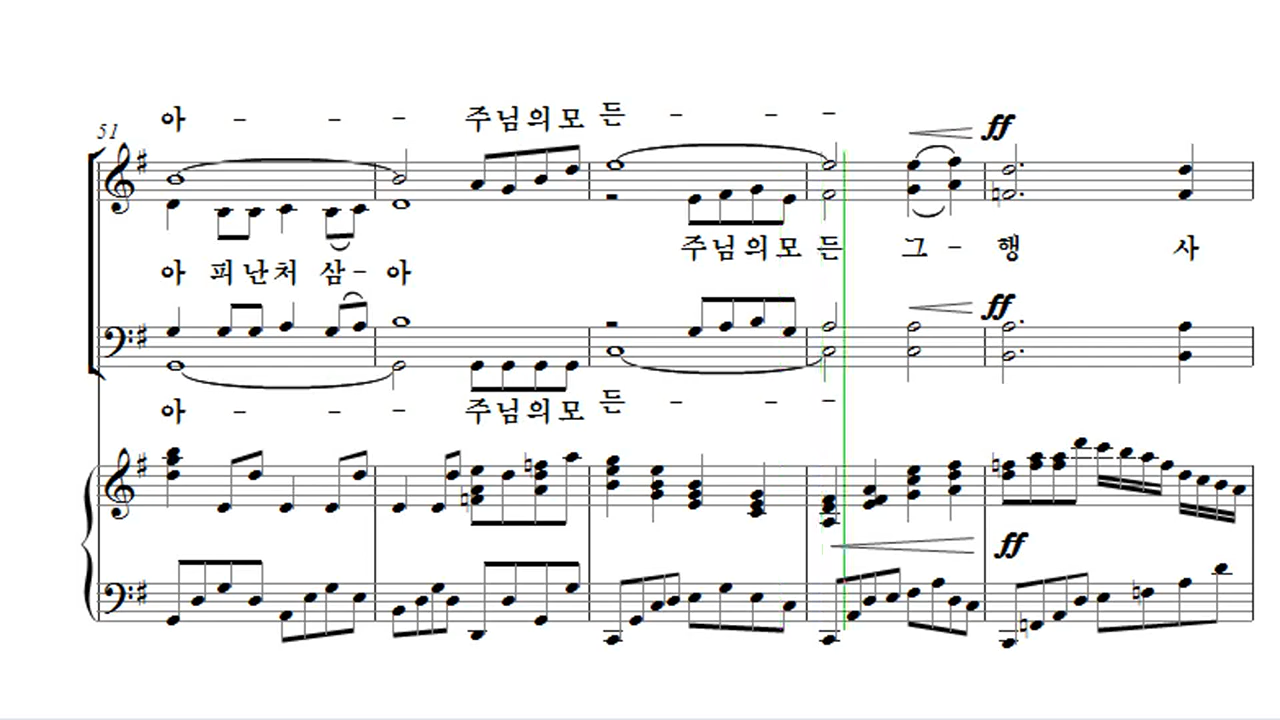 아 - - - 주님의모 든 - - -
51
ff
주님의모 든 그 - 행 사
아 피난처 삼 - 아
ff
아 - - - 주님의모 든 - - -
ff